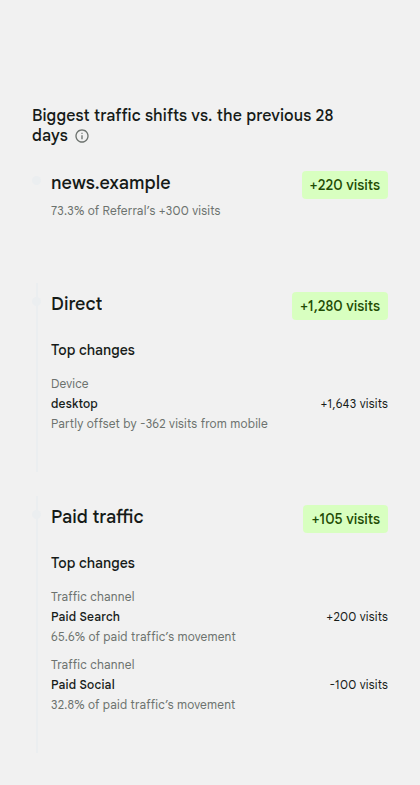 Biggest traffic shifts vs. the previous 28
days
news.example
+220 visits
73.3% of Referral's +300 visits
Direct
+1,280 visits
Top changes
Device
desktop
+1,643 visits
Partly offset by -362 visits from mobile
Paid traffic
+105 visits
Top changes
Traffic channel
Paid Search
+200 visits
65.6% of paid traffic's movement
Traffic channel
Paid Social
-100 visits
32.8% of paid traffic's movement